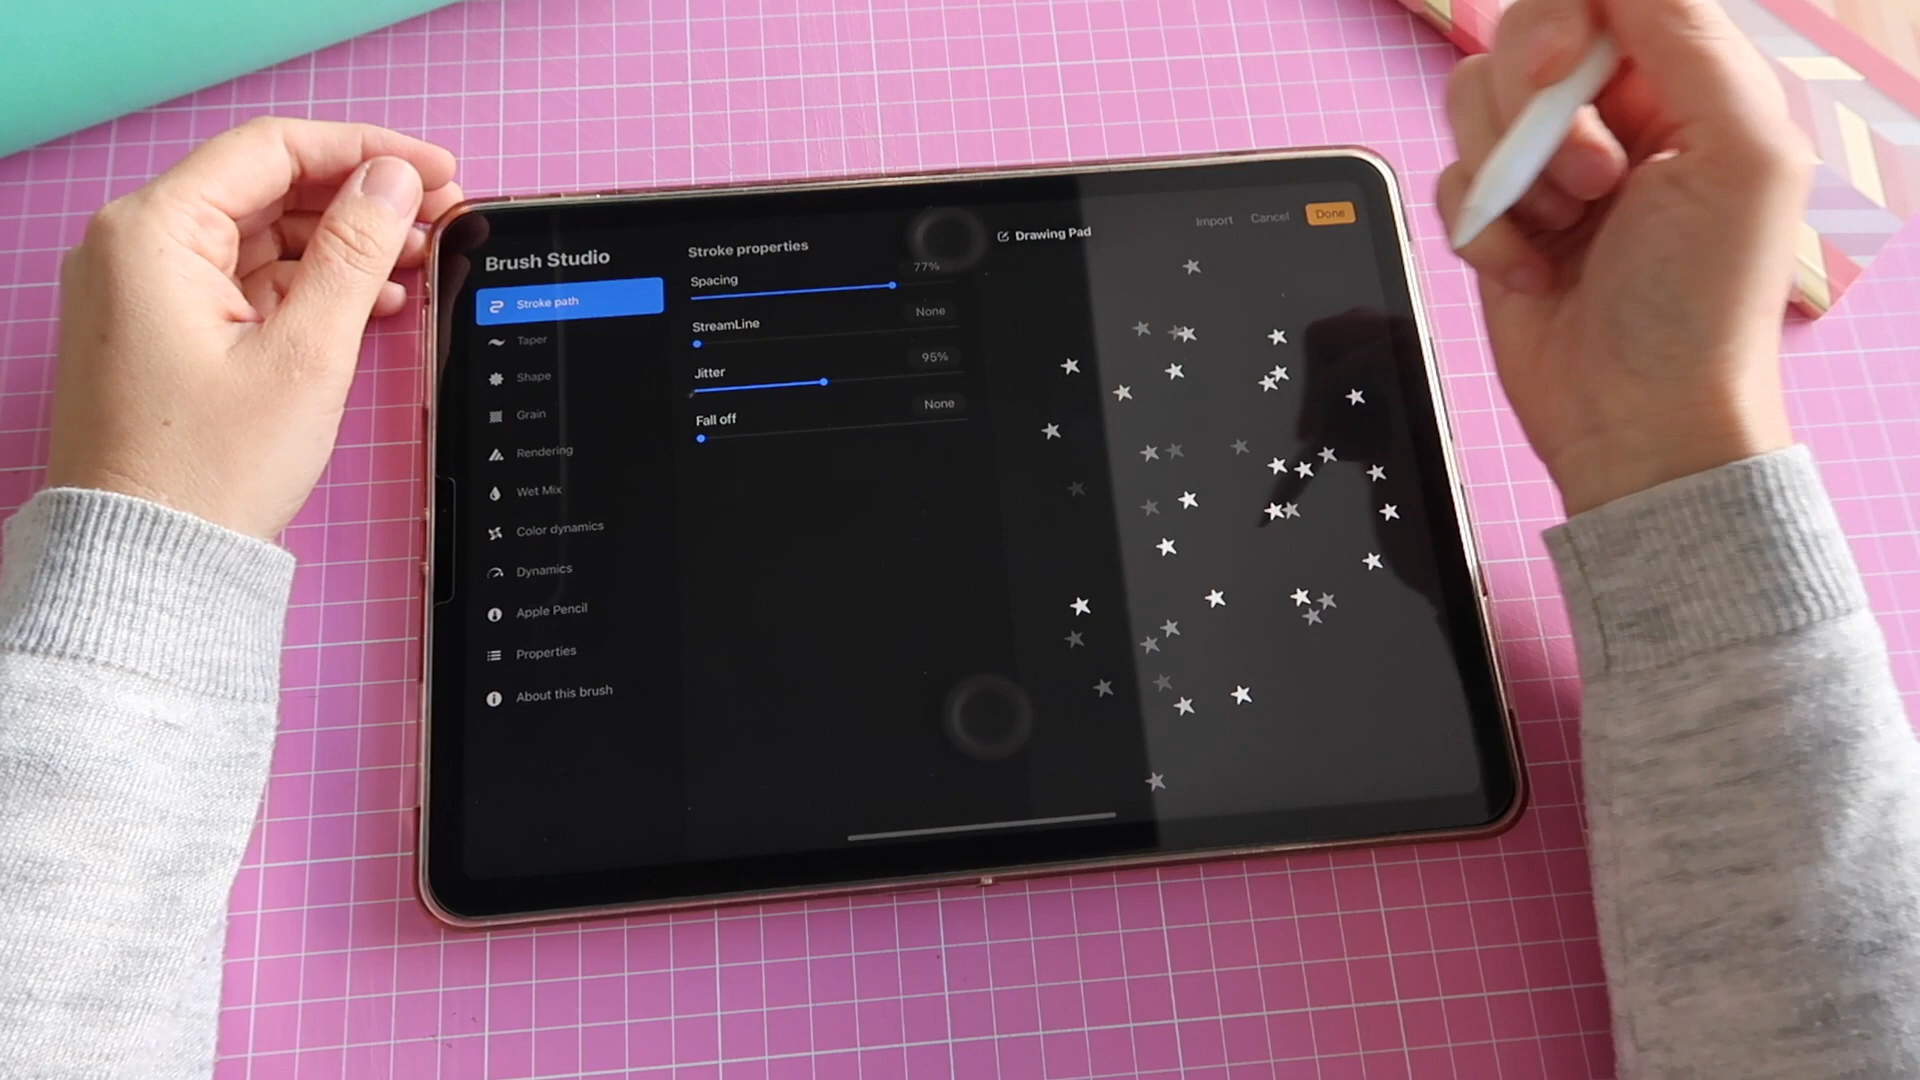 Brush Studio
Stroke path
Taper
Shape
Grain
Rendering
Wet Mix
Color dynamics
Dynamics
Apple Pencil
Properties
About this brush
Stroke properties
Spacing
77%
StreamLine
None
Jitter
95%
Fall off
None
Drawing Pad
Import
Cancel
Done